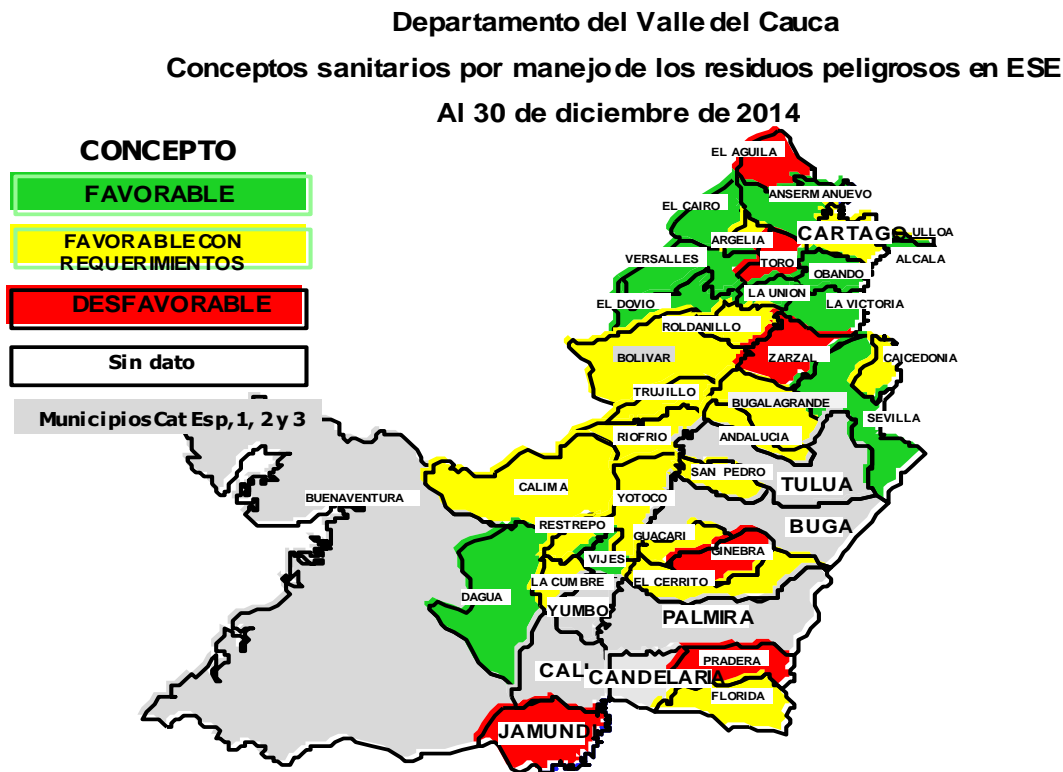 Departamento del Valle del Cauca
Conceptos sanitarios por manejo de los residuos peligrosos en ESE
Al 30 de diciembre de 2014
CONCEPTO
FAVORABLE
FAVORABLE CON
REQUERIMIENTOS
DESFAVORABLE
Sin dato
Municipios Cat Esp, 1, 2 y 3
EL AGUILA
ANSERMANUEVO
EL CAIRO
ARGELIA
CARTAGO
ULLOA
VERSALLES
TORO
ALCALA
OBANDO
LA UNION
EL DOVIO
LA VICTORIA
ROLDANILLO
BOLIVAR
ZARZAL
CAICEDONIA
TRUJILLO
BUGALAGRANDE
SEVILLA
RIOFRIO
ANDALUCIA
SAN PEDRO
TULUA
CALIMA
BUENAVENTURA
YOTOCO
BUGA
RESTREPO
GUACARI
GINEBRA
VIJES
LA CUMBRE
EL CERRITO
DAGUA
YUMBO
PALMIRA
PRADERA
CALI
CANDELARIA
FLORIDA
JAMUNDI